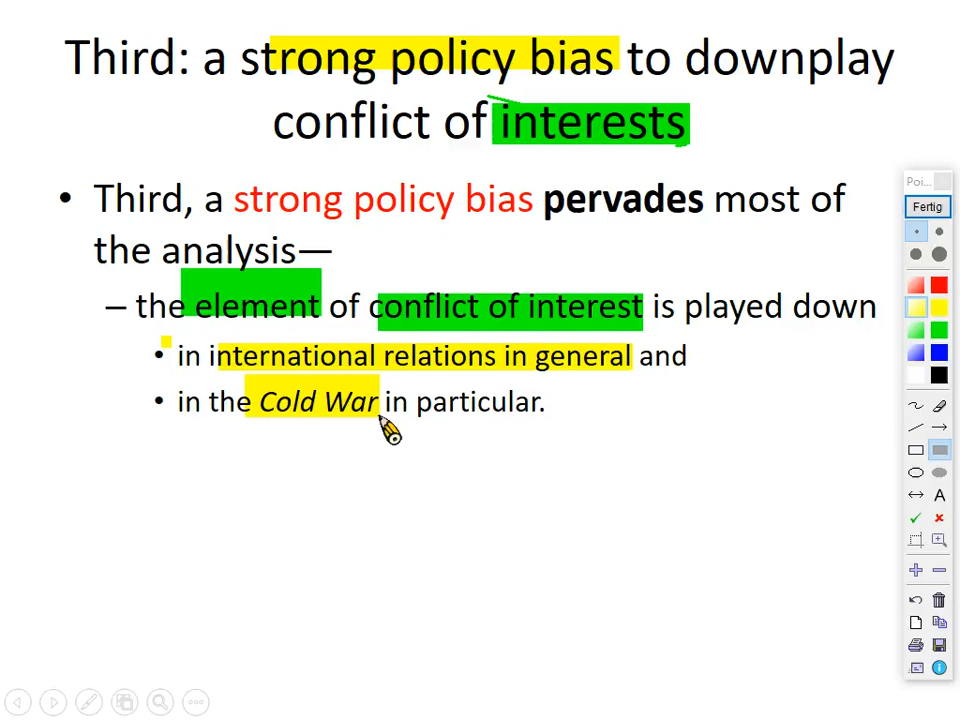 Third: a strong policy bias to downplay
conflict of interests
• Third, a strong policy bias pervades most of
the analysis—
– the element of conflict of interest is played down
• in international relations in general and
• in the Cold War in particular.
Poi...
Fertig
A